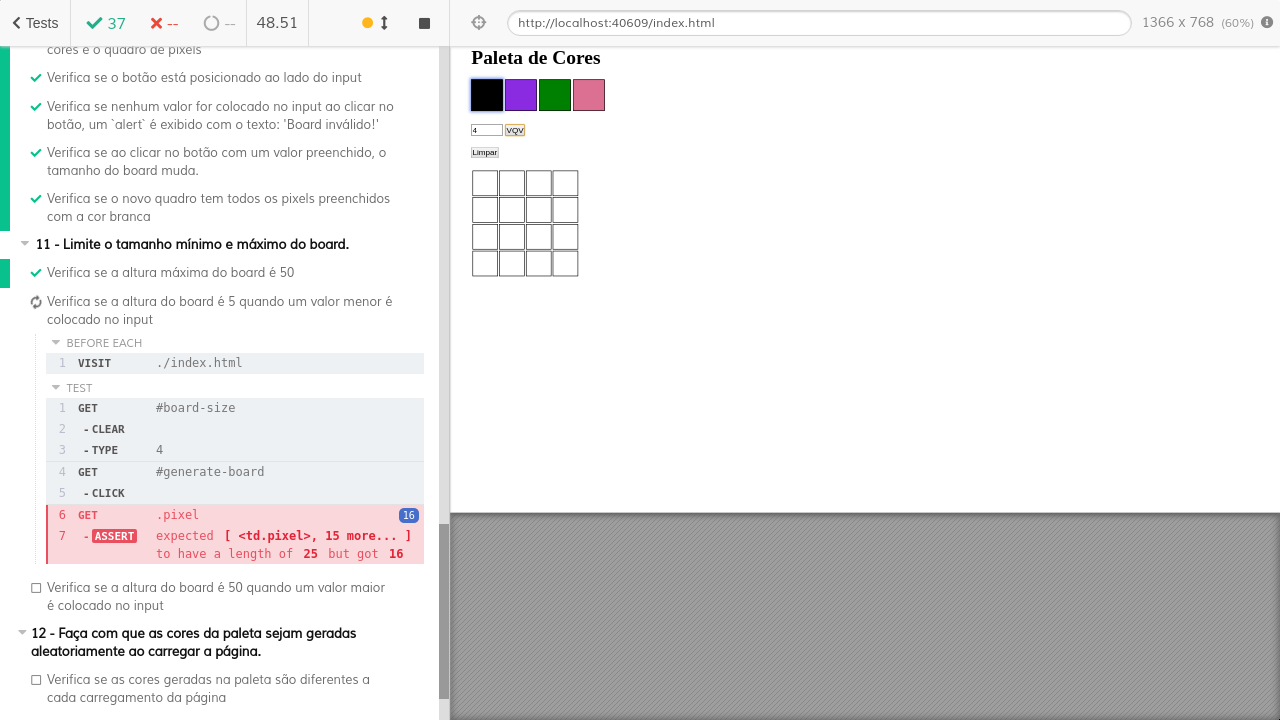 Tests
37
--
--
48.51
cores e o quadro de pixels
Verifica se o botão está posicionado ao lado do input
Verifica se nenhum valor for colocado no input ao clicar no
botão, um `alert` é exibido com o texto: 'Board inválido!'
Verifica se ao clicar no botão com um valor preenchido, o
tamanho do board muda.
Verifica se o novo quadro tem todos os pixels preenchidos
com a cor branca
11 - Limite o tamanho mínimo e máximo do board.
Verifica se a altura máxima do board é 50
Verifica se a altura do board é 5 quando um valor menor é
colocado no input
BEFORE EACH
1 VISIT ./index.html
TEST
1 GET #board-size
2 - CLEAR
3 - TYPE 4
4 GET #generate-board
5 - CLICK
6 GET .pixel 16
7 - ASSERT expected [ <td.pixel>, 15 more... ]
to have a length of 25 but got 16
Verifica se a altura do board é 50 quando um valor maior
é colocado no input
12 - Faça com que as cores da paleta sejam geradas
aleatoriamente ao carregar a página.
Verifica se as cores geradas na paleta são diferentes a
cada carregamento da página
http://localhost:40609/index.html
1366 x 768 (60%)
Paleta de Cores
4 VQV
Limpar